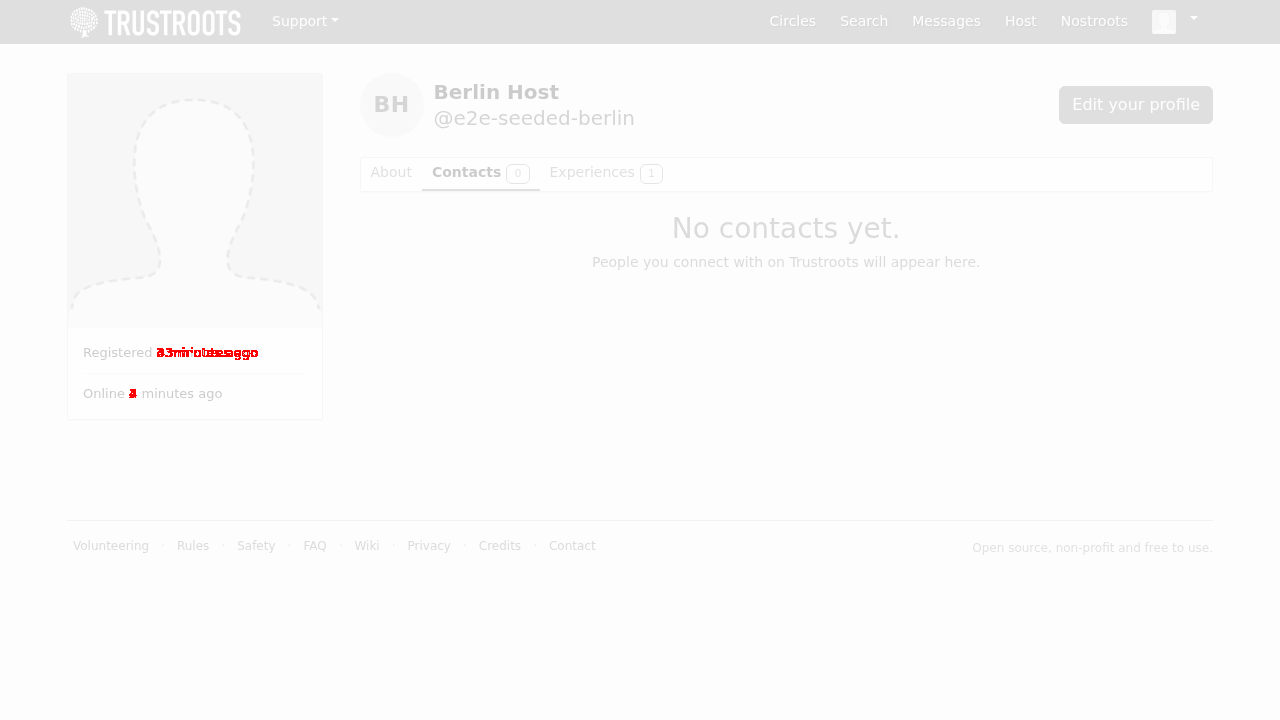 TRUSTROOTS Support Circles Search Messages Host Nostroots
BH Berlin Host
@e2e-seeded-berlin
Edit your profile
About Contacts 0 Experiences 1
No contacts yet.
People you connect with on Trustroots will appear here.
Registered ago
Online minutes ago
Volunteering · Rules · Safety · FAQ · Wiki · Privacy · Credits · Contact
Open source, non-profit and free to use.